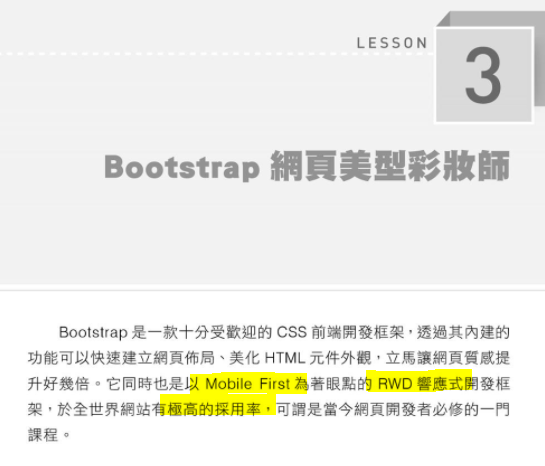 LESSON
3
Bootstrap 網頁美型彩妝師
Bootstrap 是一款十分受歡迎的 CSS 前端開發框架，透過其內建的
功能可以快速建立網頁佈局、美化 HTML 元件外觀，立馬讓網頁質感提
升好幾倍。它同時也是以 Mobile First 為著眼點的 RWD 響應式開發框
架，於全世界網站有極高的採用率，可謂是當今網頁開發者必修的一門
課程。